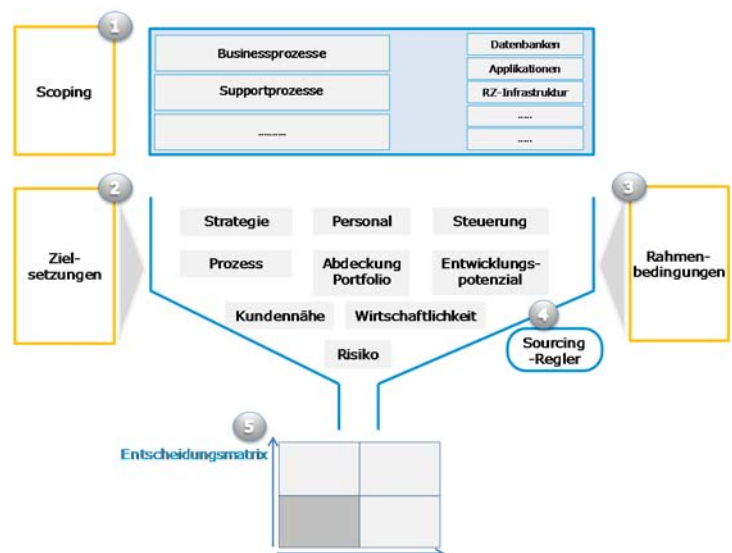 1
Scoping
Businessprozesse
Supportprozesse
..........
Datenbanken
Applikationen
RZ-Infrastruktur
.....
.....
2
Ziel-
setzungen
Strategie
Personal
Steuerung
Prozess
Abdeckung
Portfolio
Entwicklungs-
potenzial
Kundennähe
Wirtschaftlichkeit
Risiko
3
Rahmen-
bedingungen
4
Sourcing
-Regler
5
Entscheidungsmatrix